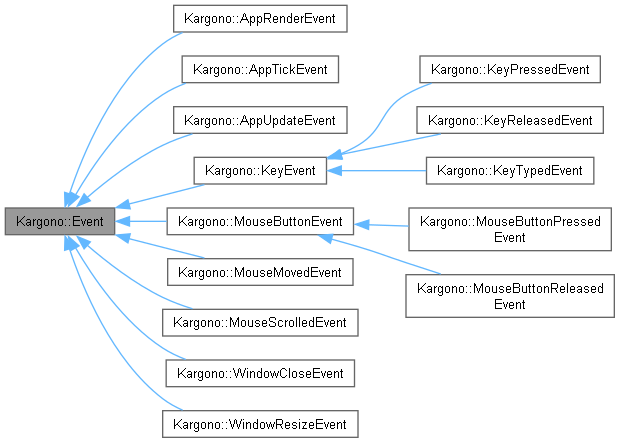 Kargono::Event
Kargono::AppRenderEvent
Kargono::AppTickEvent
Kargono::AppUpdateEvent
Kargono::KeyEvent
Kargono::MouseButtonEvent
Kargono::MouseMovedEvent
Kargono::MouseScrolledEvent
Kargono::WindowCloseEvent
Kargono::WindowResizeEvent
Kargono::KeyPressedEvent
Kargono::KeyReleasedEvent
Kargono::KeyTypedEvent
Kargono::MouseButtonPressed
Event
Kargono::MouseButtonReleased
Event